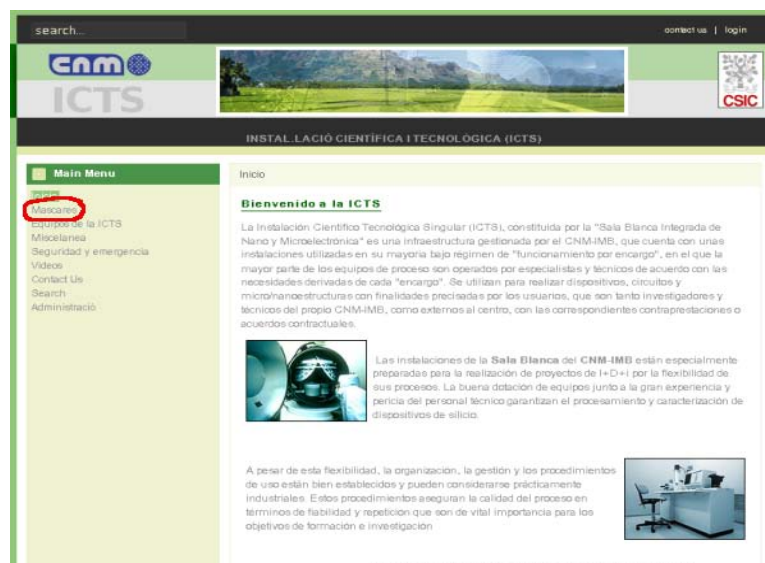 search...
contact us | login
cnm
ICTS
CSIC
INSTAL.LACIÓ CIENTÍFICA I TECNOLÒGICA (ICTS)
Main Menu
Inicio
Mascares
Equipos de la ICTS
Miscelanea
Seguridad y emergencia
Videos
Contact Us
Search
Administració
Inicio
Bienvenido a la ICTS
La Instalación Científico Tecnológica Singular (ICTS), constituida por la "Sala Blanca Integrada de
Nano y Microelectrónica" es una infraestructura gestionada por el CNM-IMB, que cuenta con unas
instalaciones utilizadas en su mayoria bajo régimen de "funcionamiento por encargo", en el que la
mayor parte de los equipos de proceso son operados por especialistas y técnicos de acuerdo con las
necesidades derivadas de cada "encargo". Se utilizan para realizar dispositivos, circuitos y
micro/nanoestructuras con finalidades precisadas por los usuarios, que son tanto investigadores y
técnicos del propio CNM-IMB, como externos al centro, con las correspondientes contraprestaciones o
acuerdos contractuales.
Las instalaciones de la Sala Blanca del CNM-IMB están especialmente
preparadas para la realización de proyectos de I+D+i por la flexibilidad de
sus procesos. La buena dotación de equipos junto a la gran experiencia y
pericia del personal técnico garantizan el procesamiento y caracterización de
dispositivos de silicio.
A pesar de esta flexibilidad, la organización, la gestión y los procedimientos
de uso están bien establecidos y pueden considerarse prácticamente
industriales. Estos procedimientos aseguran la calidad del proceso en
términos de fiabilidad y repeticion que son de vital importancia para los
objetivos de formación e investigación